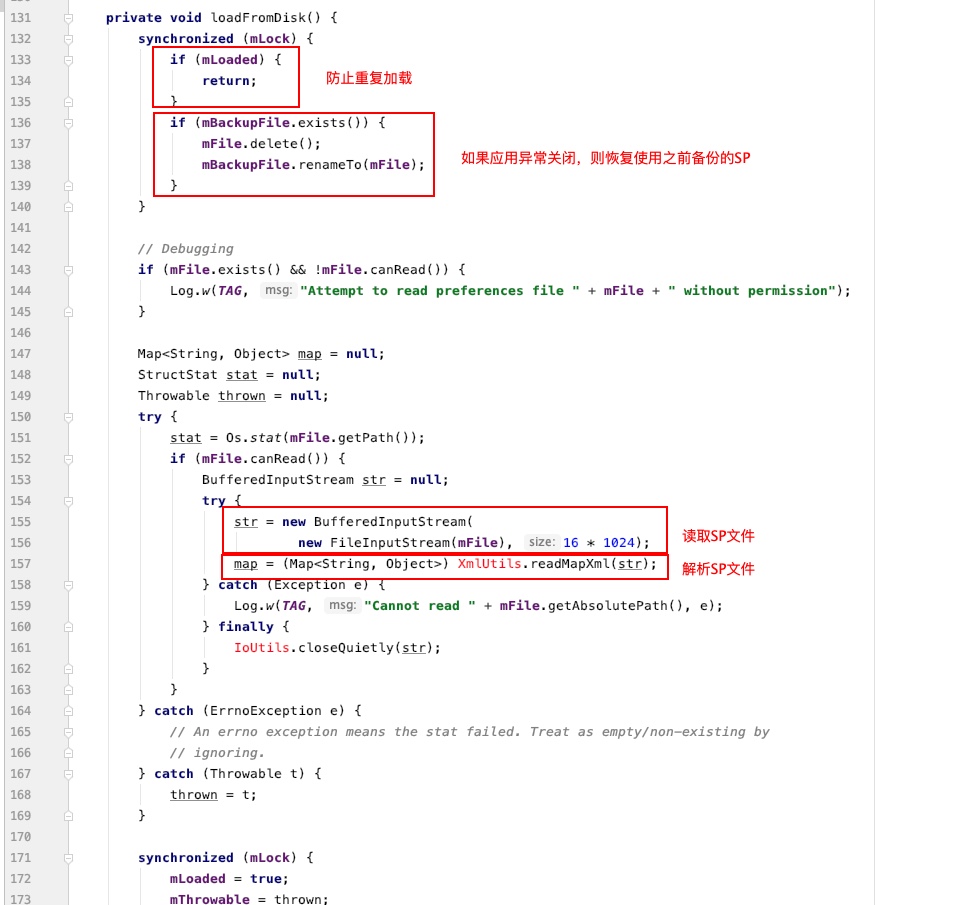 131 private void loadFromDisk() {
132 synchronized (mLock) {
133 if (mLoaded) {
134 return;
防止重复加载
135 }
136 if (mBackupFile.exists()) {
137 mFile.delete();
如果应用异常关闭，则恢复使用之前备份的SP
138 mBackupFile.renameTo(mFile);
139 }
140 }
141
142 // Debugging
143 if (mFile.exists() && !mFile.canRead()) {
144 Log.w(TAG, msg: "Attempt to read preferences file " + mFile + " without permission");
145 }
146
147 Map<String, Object> map = null;
148 StructStat stat = null;
149 Throwable thrown = null;
150 try {
151 stat = Os.stat(mFile.getPath());
152 if (mFile.canRead()) {
153 BufferedInputStream str = null;
154 try {
155 str = new BufferedInputStream(
读取SP文件
156 new FileInputStream(mFile), size: 16 * 1024);
157 map = (Map<String, Object>) XmlUtils.readMapXml(str);
解析SP文件
158 } catch (Exception e) {
159 Log.w(TAG, msg: "Cannot read " + mFile.getAbsolutePath(), e);
160 } finally {
161 IoUtils.closeQuietly(str);
162 }
163 }
164 } catch (ErrnoException e) {
165 // An errno exception means the stat failed. Treat as empty/non-existing by
166 // ignoring.
167 } catch (Throwable t) {
168 thrown = t;
169 }
170
171 synchronized (mLock) {
172 mLoaded = true;
173 mThrowable = thrown;